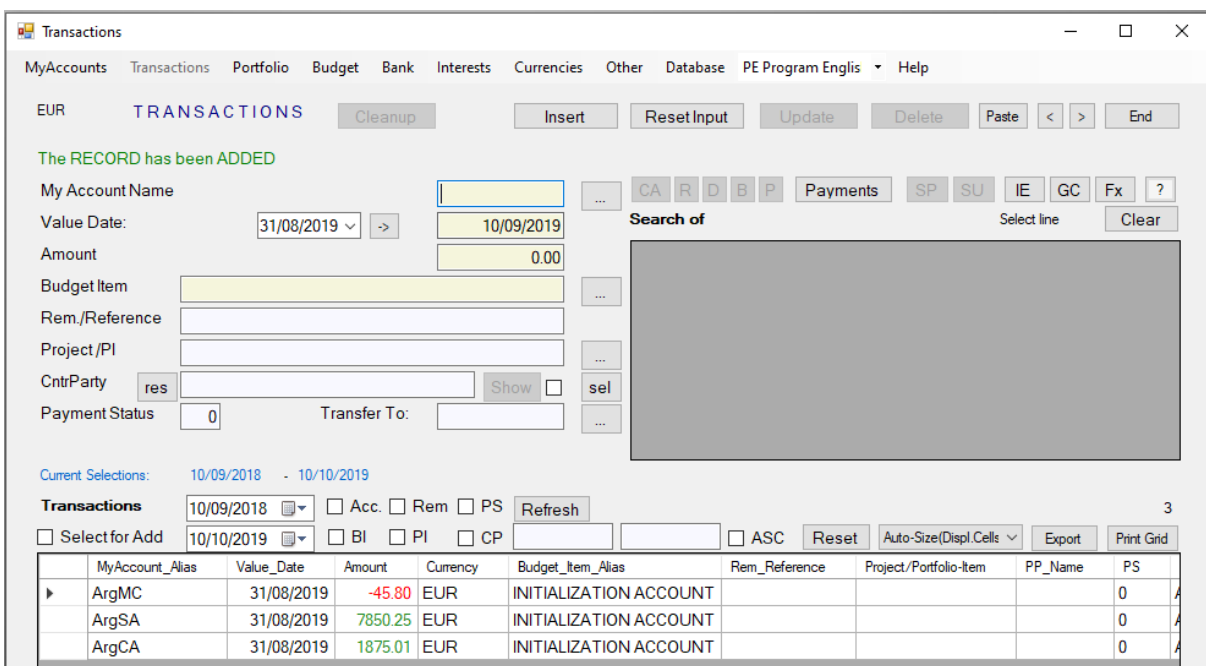 Transactions
MyAccounts Transactions Portfolio Budget Bank Interests Currencies Other Database PE Program Englis Help
EUR TRANSACTIONS Cleanup Insert Reset Input Update Delete Paste < > End
The RECORD has been ADDED
My Account Name ... CA R D B P Payments SP SU IE GC Fx ?
Value Date: 31/08/2019 -> 10/09/2019 Search of Select line Clear
Amount 0.00
Budget Item ...
Rem./Reference
Project /PI ...
CntrParty res Show sel
Payment Status 0 Transfer To: ...
Current Selections: 10/09/2018 - 10/10/2019
Transactions 10/09/2018 Acc. Rem PS Refresh 3
Select for Add 10/10/2019 BI PI CP ASC Reset Auto-Size(Displ.Cells Export Print Grid
MyAccount_Alias Value_Date Amount Currency Budget_Item_Alias Rem_Reference Project/Portfolio-Item PP_Name PS
ArgMC 31/08/2019 -45.80 EUR INITIALIZATION ACCOUNT 0
ArgSA 31/08/2019 7850.25 EUR INITIALIZATION ACCOUNT 0
ArgCA 31/08/2019 1875.01 EUR INITIALIZATION ACCOUNT 0